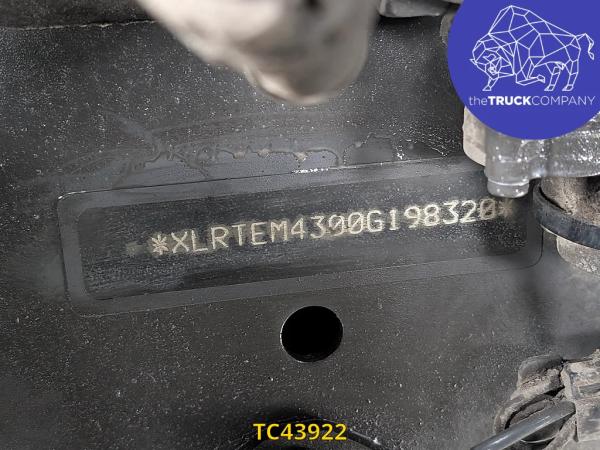 theTRUCKCOMPANY
*XLRTEM4300G198320*
TC43922